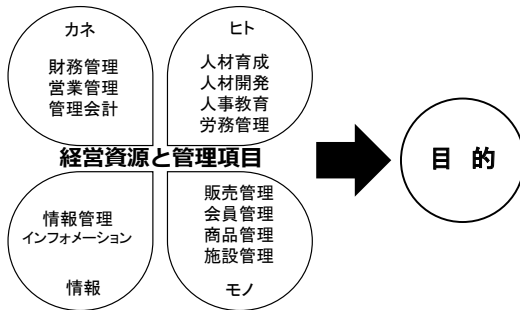 カネ
財務管理
営業管理
管理会計
ヒト
人材育成
人材開発
人事教育
労務管理
経営資源と管理項目
目 的
情報管理
インフォメーション
情報
販売管理
会員管理
商品管理
施設管理
モノ